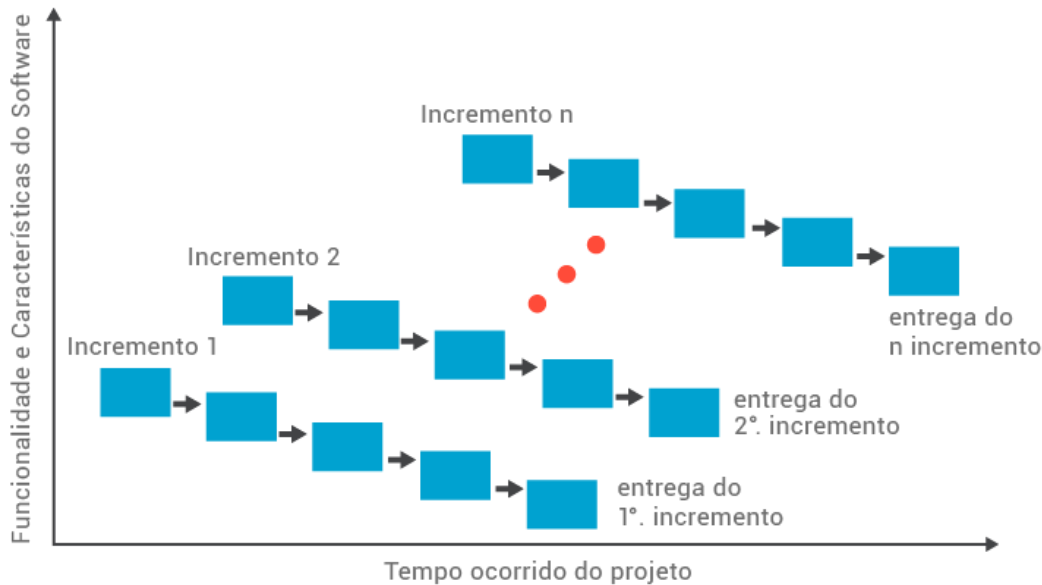 Funcionalidade e Características do Software
Incremento n
Incremento 2
Incremento 1
entrega do
n incremento
entrega do
2°. incremento
entrega do
1°. incremento
Tempo ocorrido do projeto